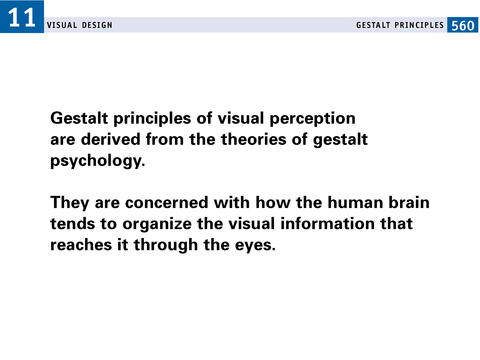 11
VISUAL DESIGN
GESTALT PRINCIPLES 560
Gestalt principles of visual perception
are derived from the theories of gestalt
psychology.
They are concerned with how the human brain
tends to organize the visual information that
reaches it through the eyes.